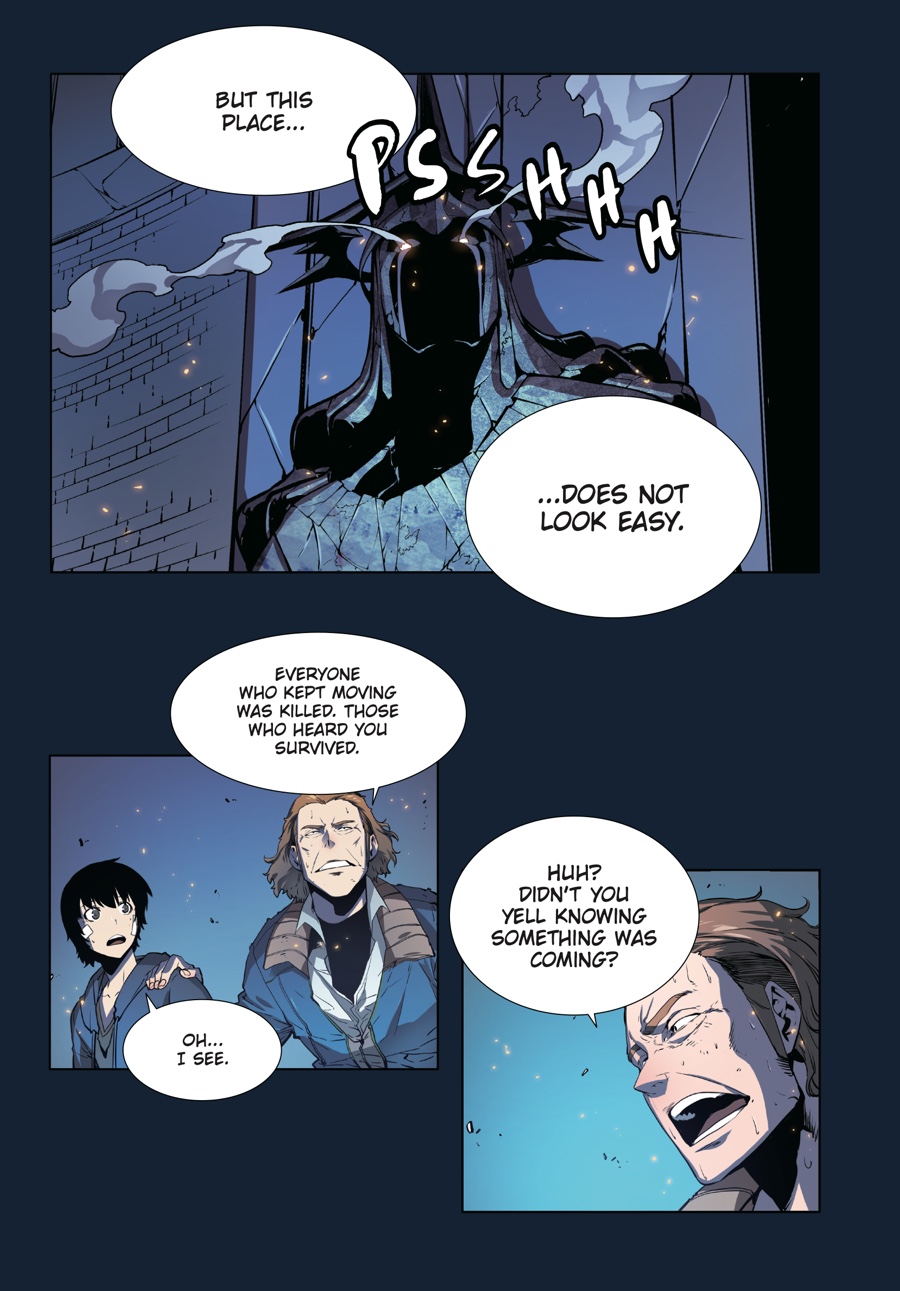 BUT THIS
PLACE...
PSSHHH
...DOES NOT
LOOK EASY.
EVERYONE
WHO KEPT MOVING
WAS KILLED. THOSE
WHO HEARD YOU
SURVIVED.
OH...
I SEE.
HUH?
DIDN'T YOU
YELL KNOWING
SOMETHING WAS
COMING?